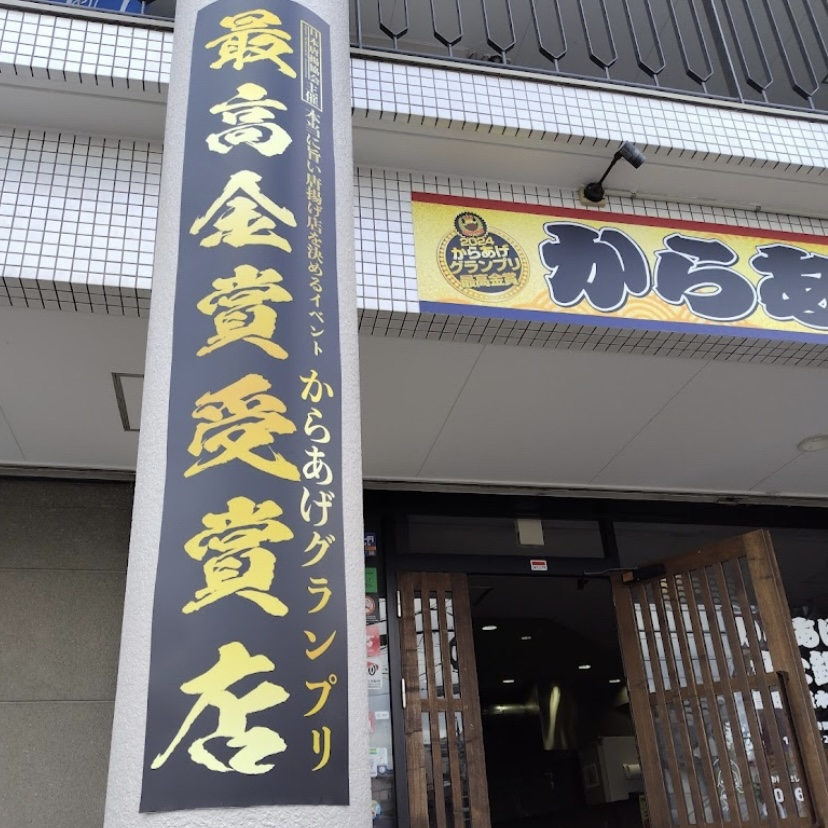 最高金賞受賞店
日本唐揚協会主催
本当に旨い唐揚げ店を決めるイベント
からあげグランプリ
2024
からあげ
グランプリ
最高金賞
からあ